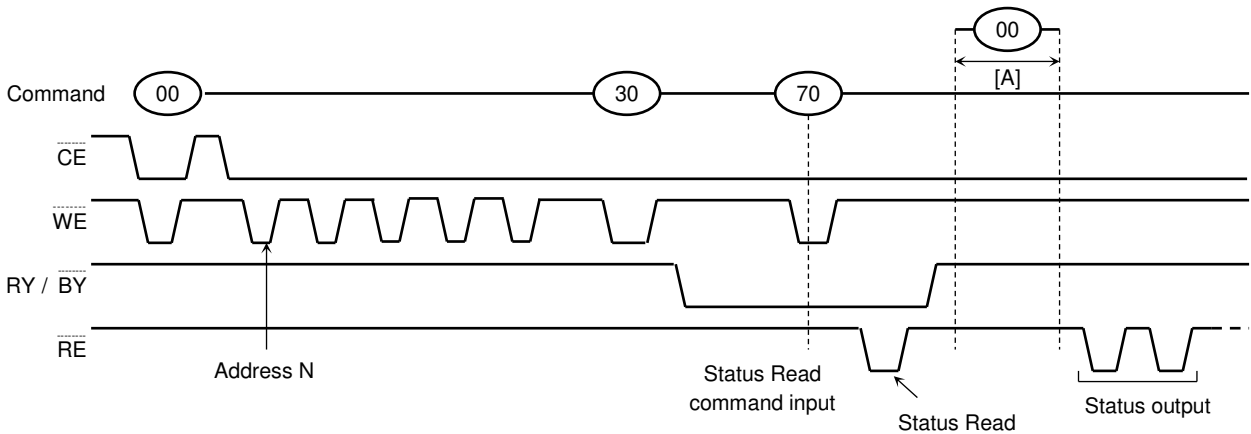 00
[A]
Command 00 30 70
CE
WE
RY / BY
RE
Address N
Status Read
command input
Status Read
Status output